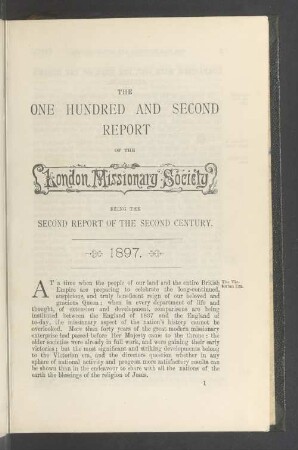 THE
ONE HUNDRED AND SECOND
REPORT
OF THE
London Missionary Society
BEING THE
SECOND REPORT OF THE SECOND CENTURY.
1897.
AT a time when the people of our land and the entire British
Empire are preparing to celebrate the long-continued,
auspicious and truly beneficent reign of our beloved and
gracious Queen; when in every department of life and
thought, of execution and development, comparisons are being
instituted between the England of 1837 and the England of
to-day, the missionary aspect of the nation's history cannot be
overlooked. More than forty years of the great modern missionary
enterprise had passed before Her Majesty came to the throne; the
older societies were already in full work, and were gaining their early
victories; but the most significant and striking developments belong
to the Victorian era, and the directors question whether in any
sphere of national activity and progress more satisfactory results can
be shown than in the endeavour to share with all the nations of the
earth the blessings of the religion of Jesus.
1